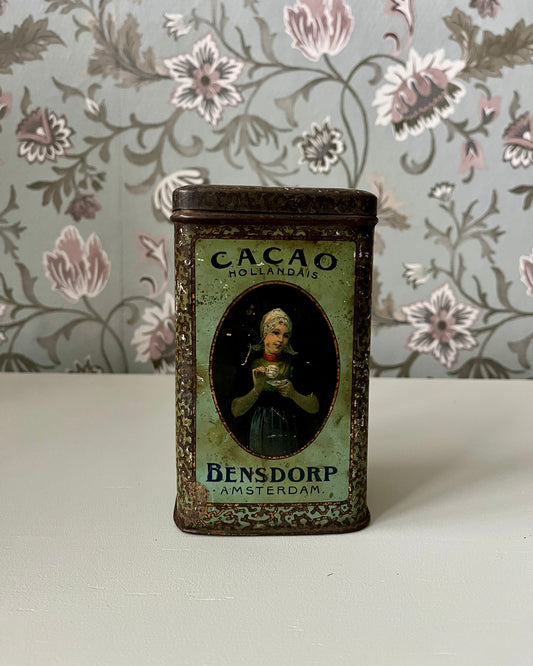 CACAO
HOLLANDAIS
BENSDORP
· AMSTERDAM.